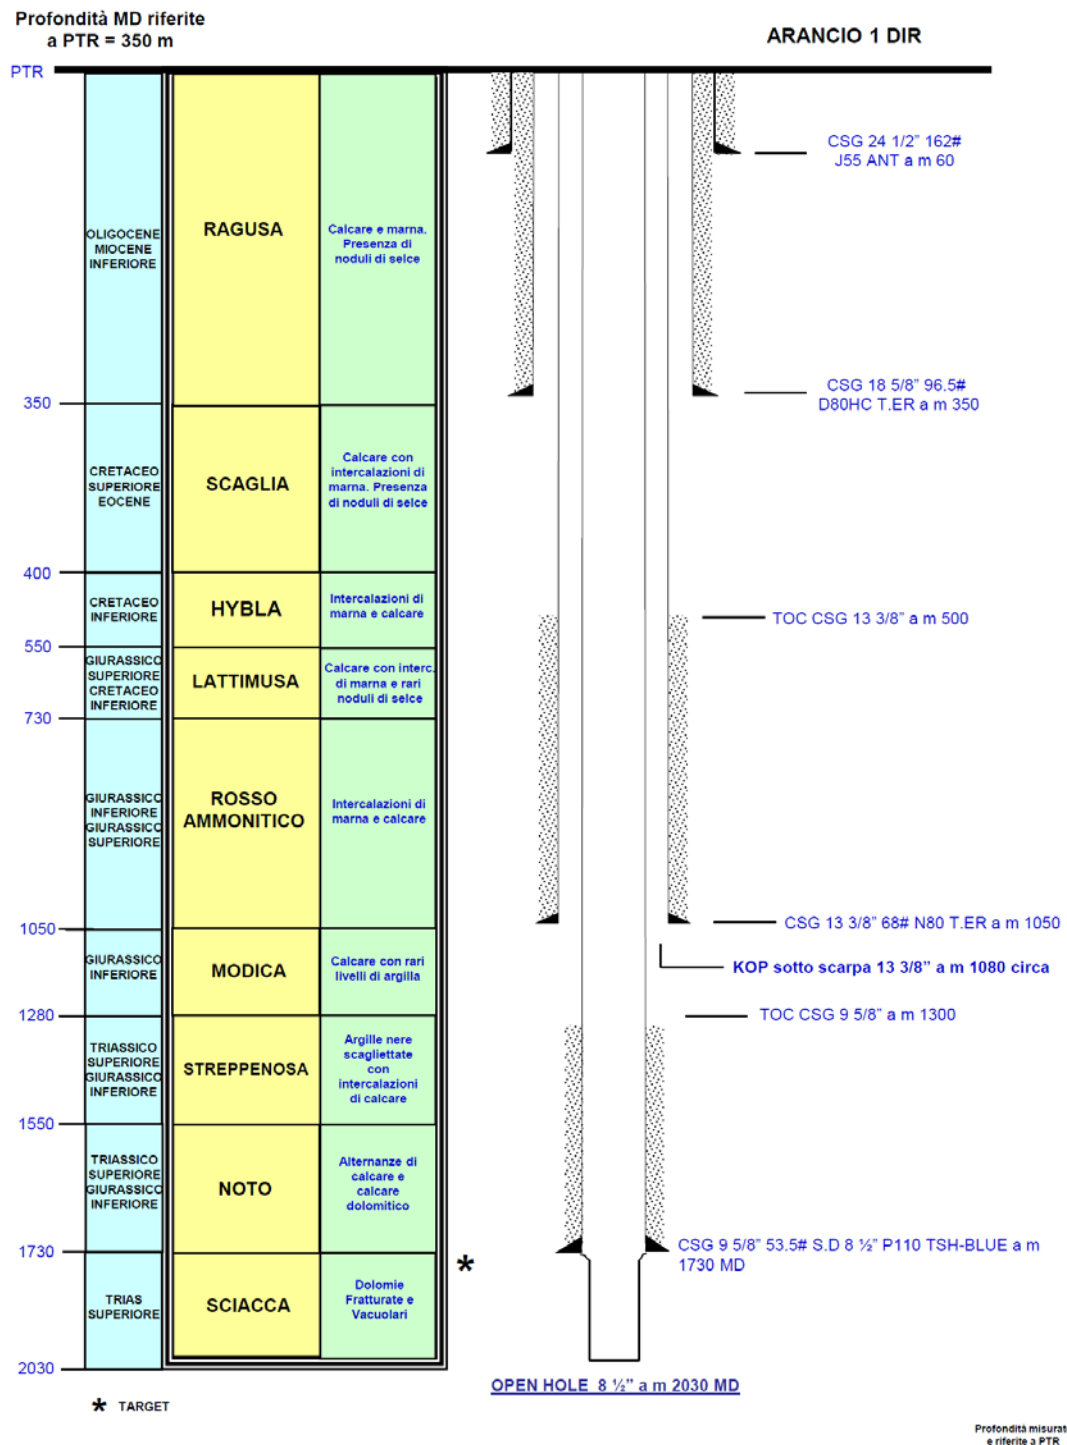 Profondità MD riferite
a PTR = 350 m
ARANCIO 1 DIR
PTR
CSG 24 1/2” 162#
J55 ANT a m 60
OLIGOCENE
MIOCENE
INFERIORE
RAGUSA
Calcare e marna.
Presenza di
noduli di selce
CSG 18 5/8” 96.5#
D80HC T.ER a m 350
350
CRETACEO
SUPERIORE
EOCENE
SCAGLIA
Calcare con
intercalazioni di
marna. Presenza
di noduli di selce
400
CRETACEO
INFERIORE
HYBLA
Intercalazioni di
marna e calcare
TOC CSG 13 3/8” a m 500
550
GIURASSICO
SUPERIORE
CRETACEO
INFERIORE
LATTIMUSA
Calcare con interc.
di marna e rari
noduli di selce
730
GIURASSICO
INFERIORE
GIURASSICO
SUPERIORE
ROSSO
AMMONITICO
Intercalazioni di
marna e calcare
CSG 13 3/8” 68# N80 T.ER a m 1050
1050
GIURASSICO
INFERIORE
MODICA
Calcare con rari
livelli di argilla
KOP sotto scarpa 13 3/8” a m 1080 circa
1280
TOC CSG 9 5/8” a m 1300
TRIASSICO
SUPERIORE
GIURASSICO
INFERIORE
STREPPENOSA
Argille nere
scagliettate
con
intercalazioni
di calcare
1550
TRIASSICO
SUPERIORE
GIURASSICO
INFERIORE
NOTO
Alternanze di
calcare e
calcare
dolomitico
1730
CSG 9 5/8” 53.5# S.D 8 ½” P110 TSH-BLUE a m
1730 MD
*
TRIAS
SUPERIORE
SCIACCA
Dolomie
Fratturate e
Vacuolari
2030
OPEN HOLE 8 ½” a m 2030 MD
* TARGET
Profondità misurat
e riferite a PTR